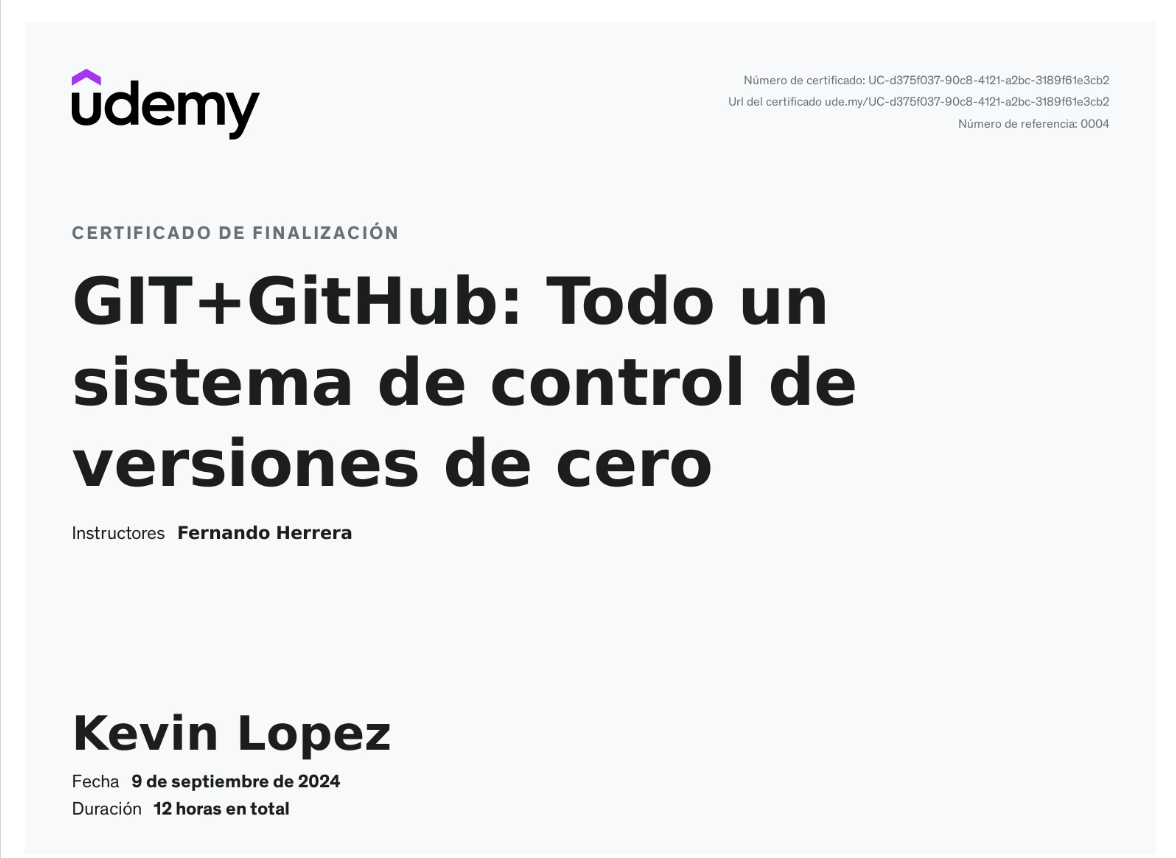 udemy
Número de certificado: UC-d375f037-90c8-4121-a2bc-3189f61e3cb2
Url del certificado ude.my/UC-d375f037-90c8-4121-a2bc-3189f61e3cb2
Número de referencia: 0004
CERTIFICADO DE FINALIZACIÓN
GIT+GitHub: Todo un
sistema de control de
versiones de cero
Instructores Fernando Herrera
Kevin Lopez
Fecha 9 de septiembre de 2024
Duración 12 horas en total